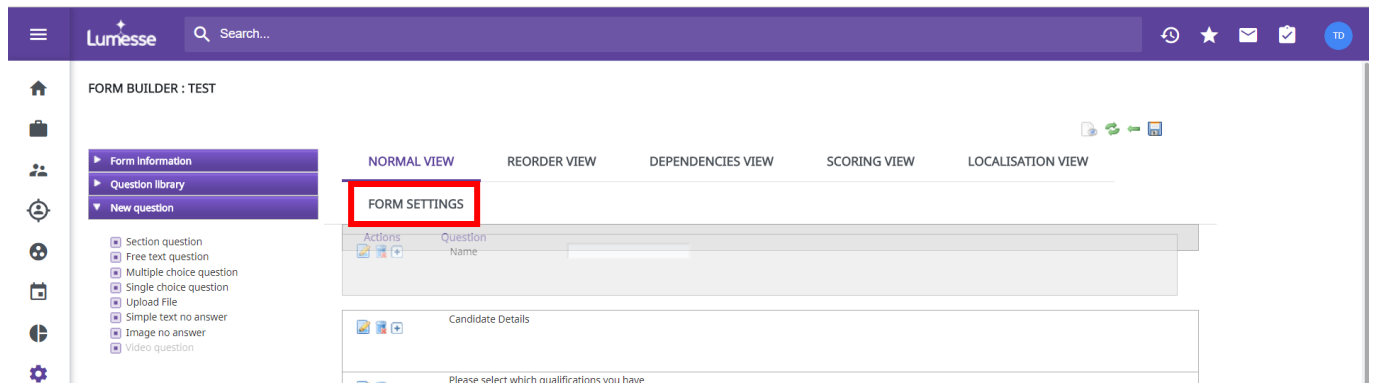 Lumesse
Search...
TD
FORM BUILDER : TEST
Form information
Question library
New question
Section question
Free text question
Multiple choice question
Single choice question
Upload File
Simple text no answer
Image no answer
Video question
NORMAL VIEW REORDER VIEW DEPENDENCIES VIEW SCORING VIEW LOCALISATION VIEW
FORM SETTINGS
Actions Question
Name
Candidate Details
Please select which qualifications you have